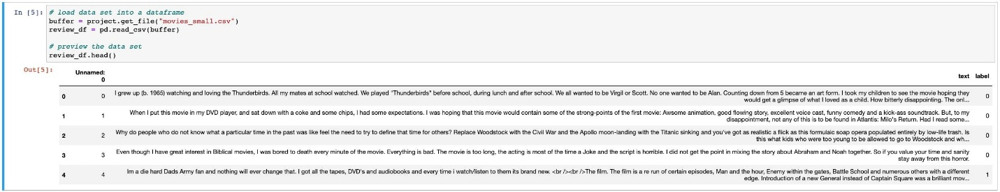 In [5]: # load data set into a dataframe
buffer = project.get_file("movies_small.csv")
review_df = pd.read_csv(buffer)
# preview the data set
review_df.head()
Out[5]:
Unnamed: 0 text label
0 0 I grew up (b. 1965) watching and loving the Thunderbirds. All my mates at school watched. We played "Thunderbirds" before school, during lunch and after school. We all wanted to be Virgil or Scott. No one wanted to be Alan. Counting down from 5 became an art form. I took my children to see the movie hoping they 0
would get a glimpse of what I loved as a child. How bitterly disappointing. The onl...
1 1 When I put this movie in my DVD player, and sat down with a coke and some chips, I had some expectations. I was hoping that this movie would contain some of the strong-points of the first movie: Awsome animation, good flowing story, excellent voice cast, funny comedy and a kick-ass soundtrack. But, to my 0
disappointment, not any of this is to be found in Atlantis: Milo's Return. Had I read some...
2 2 Why do people who do not know what a particular time in the past was like feel the need to try to define that time for others? Replace Woodstock with the Civil War and the Apollo moon-landing with the Titanic sinking and you've got as realistic a flick as this formulaic soap opera populated entirely by low-life trash. Is 0
this what kids who were too young to be allowed to go to Woodstock and wh...
3 3 Even though I have great interest in Biblical movies, I was bored to death every minute of the movie. Everything is bad. The movie is too long, the acting is most of the time a Joke and the script is horrible. I did not get the point in mixing the story about Abraham and Noah together. So if you value your time and sanity 0
stay away from this horror.
4 4 Im a die hard Dads Army fan and nothing will ever change that. I got all the tapes, DVD's and audiobooks and every time i watch/listen to them its brand new. <br /><br />The film. The film is a re run of certain episodes, Man and the hour, Enemy within the gates, Battle School and numerous others with a different 1
edge. Introduction of a new General instead of Captain Square was a brilliant mov...